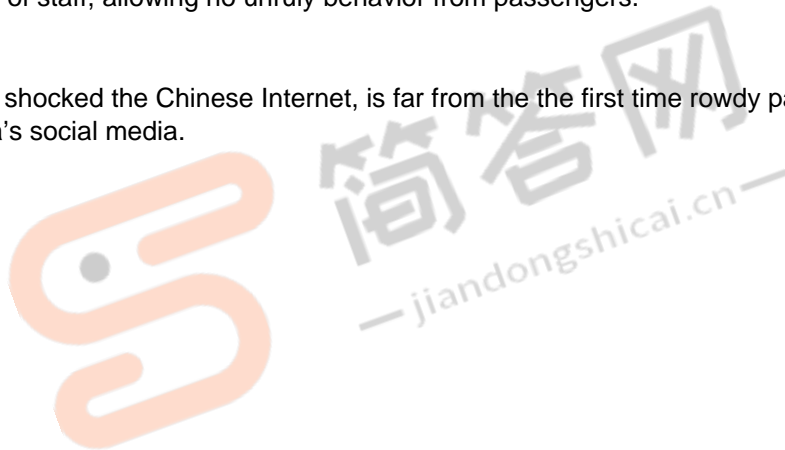 of staff, allowing no unruly behavior from passengers.
shocked the Chinese Internet, is far from the the first time rowdy pa
's social media.
简答网
jiandongshicai.cn